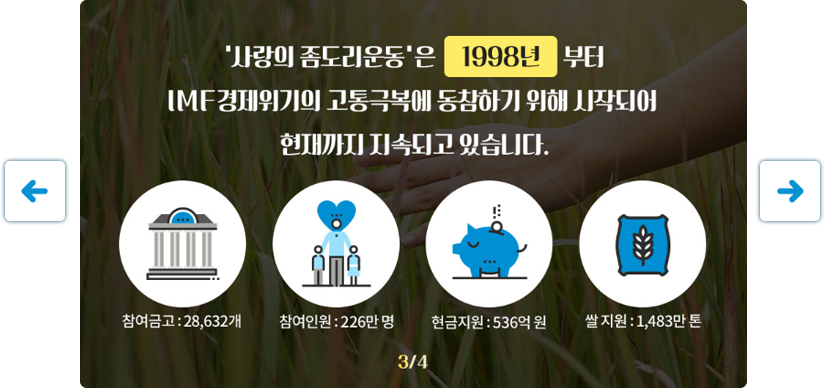 '사랑의 좀도리운동'은 1998년 부터
IMF경제위기의 고통극복에 동참하기 위해 시작되어
현재까지 지속되고 있습니다.
참여금고 : 28,632개
참여인원 : 226만 명
현금지원 : 536억 원
쌀 지원 : 1,483만 톤
3/4